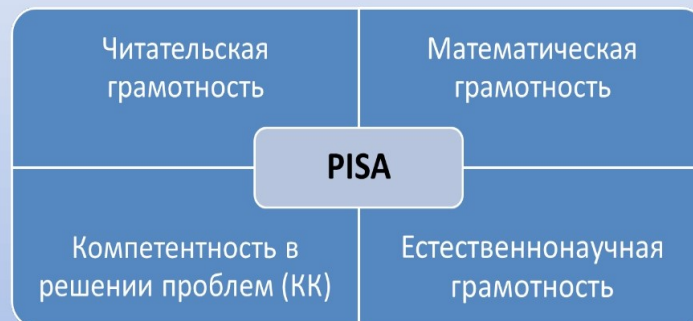 Читательская
грамотность
Математическая
грамотность
PISA
Компетентность в
решении проблем (КК)
Естественнонаучная
грамотность